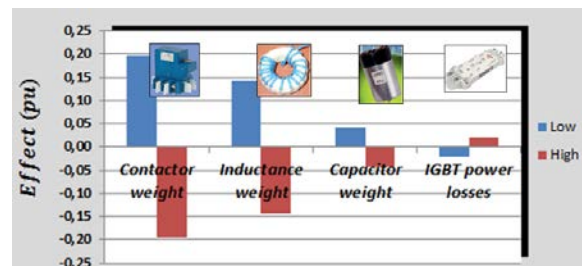 0,25
0,20
0,15
0,10
0,05
0,00
-0,05
-0,10
-0,15
-0,20
-0,25
Effect (pu)
Contactor weight
Inductance weight
Capacitor weight
IGBT power losses
Low
High